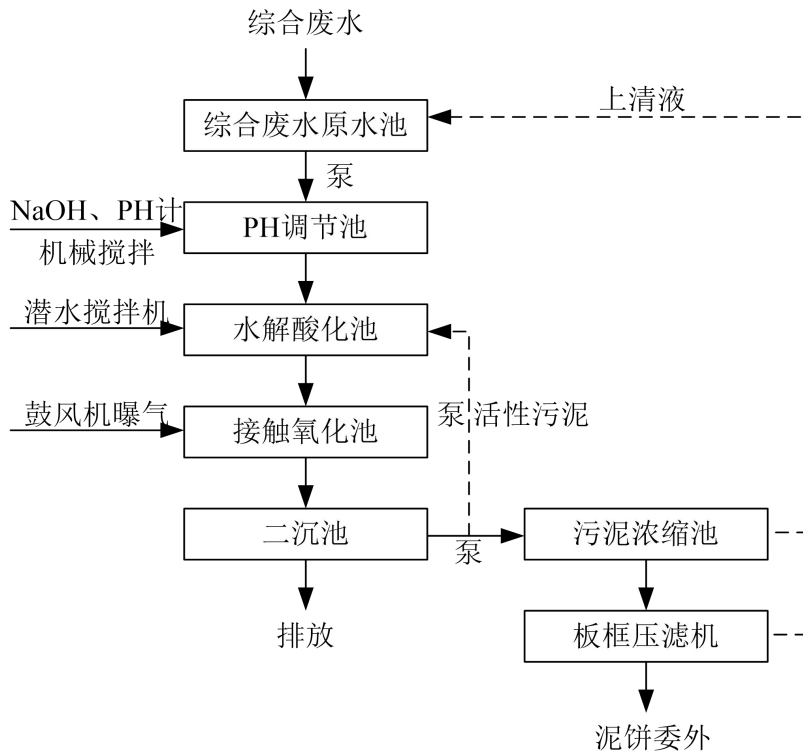 综合废水
上清液
综合废水原水池
泵
NaOH、PH计
PH调节池
机械搅拌
潜水搅拌机
水解酸化池
鼓风机曝气
接触氧化池
泵
活性污泥
二沉池
泵
污泥浓缩池
排放
板框压滤机
泥饼委外